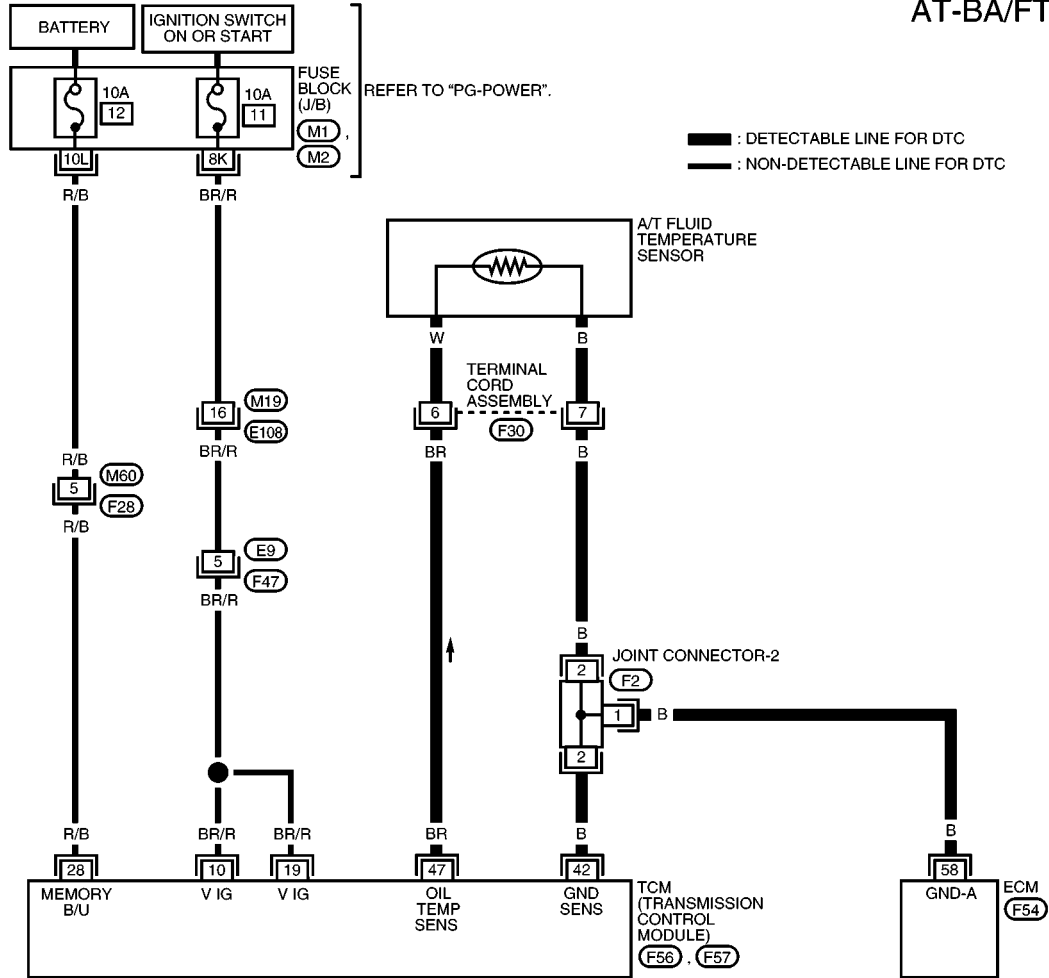 AT-BA/FT
BATTERY
IGNITION SWITCH
ON OR START
FUSE
BLOCK
(J/B)
REFER TO “PG-POWER”.
10A
12
10A
11
M1 ,
M2
10L
8K
R/B
BR/R
: DETECTABLE LINE FOR DTC
: NON-DETECTABLE LINE FOR DTC
A/T FLUID
TEMPERATURE
SENSOR
W
B
TERMINAL
CORD
ASSEMBLY
16
M19
E108
6
7
F30
BR/R
BR
B
R/B
5
M60
F28
R/B
5
E9
F47
BR/R
B
JOINT CONNECTOR-2
2
F2
1
B
2
R/B
BR/R
BR/R
BR
B
B
28
10
19
47
42
58
MEMORY
B/U
V IG
V IG
OIL
TEMP
SENS
GND
SENS
TCM
(TRANSMISSION
CONTROL
MODULE)
F56 , F57
GND-A
ECM
F54